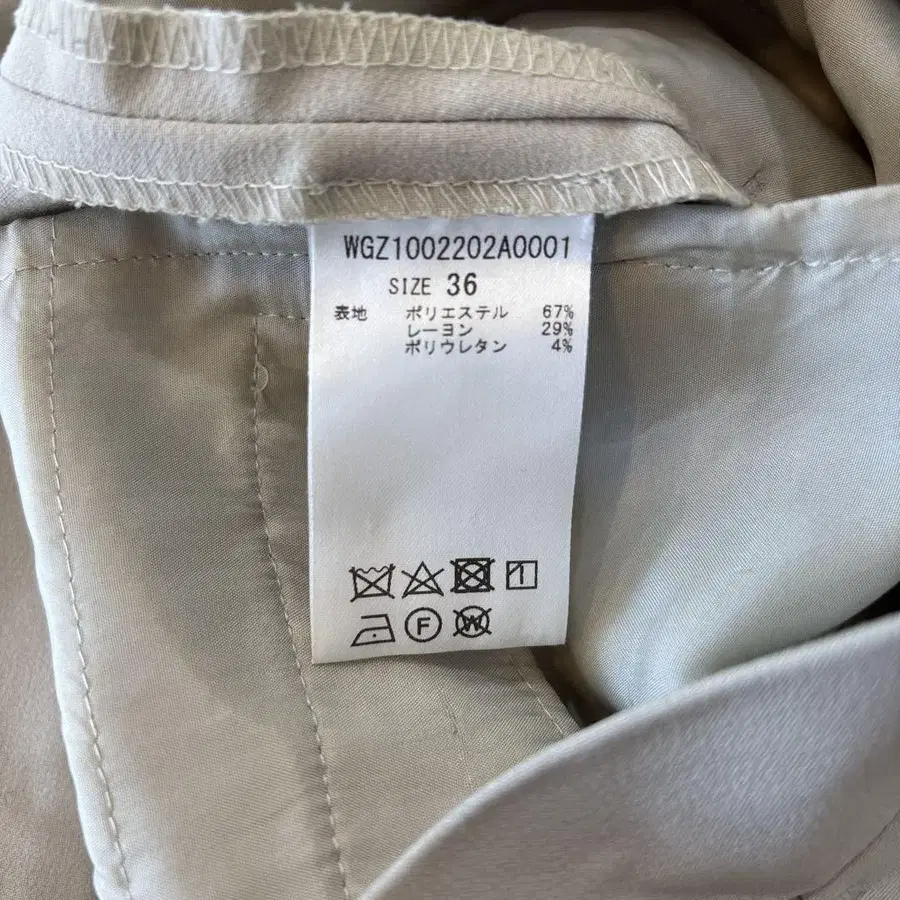 WGZ1002202A0001
SIZE 36
表地 ポリエステル 67%
レーヨン 29%
ポリウレタン 4%
F W